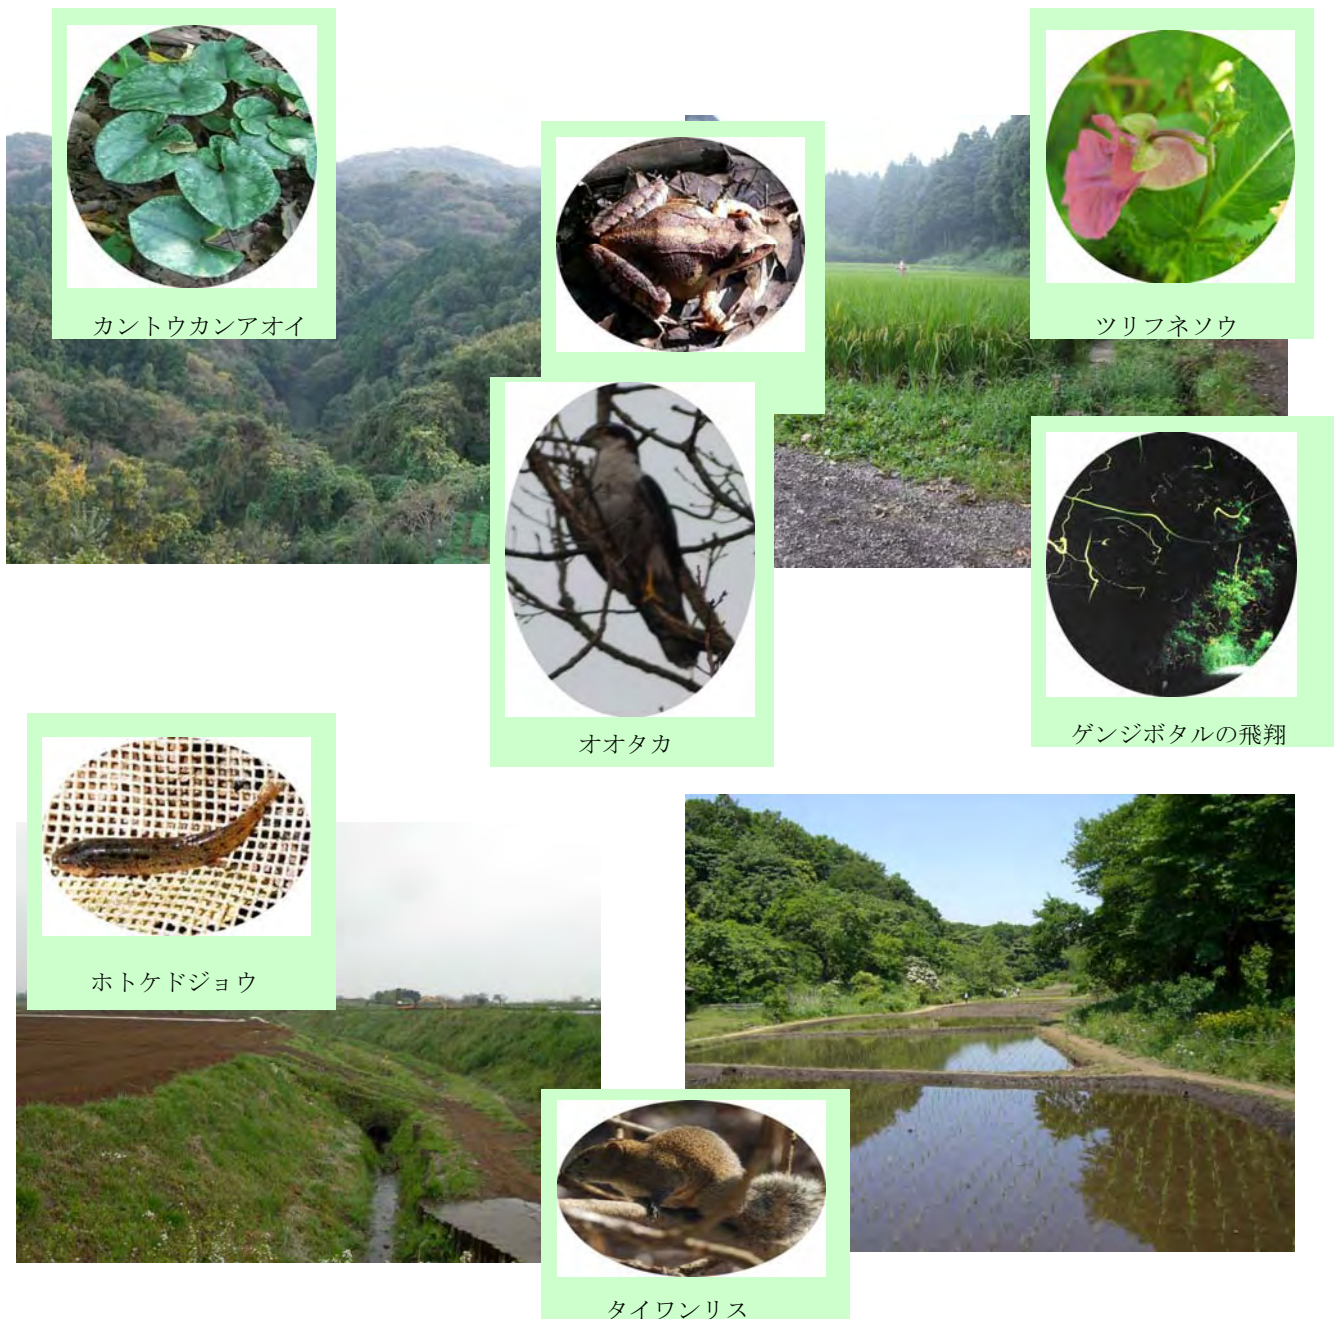 カントウカンアオイ
ツリフネソウ
オオタカ
ゲンジボタルの飛翔
ホトケドジョウ
タイワンリス